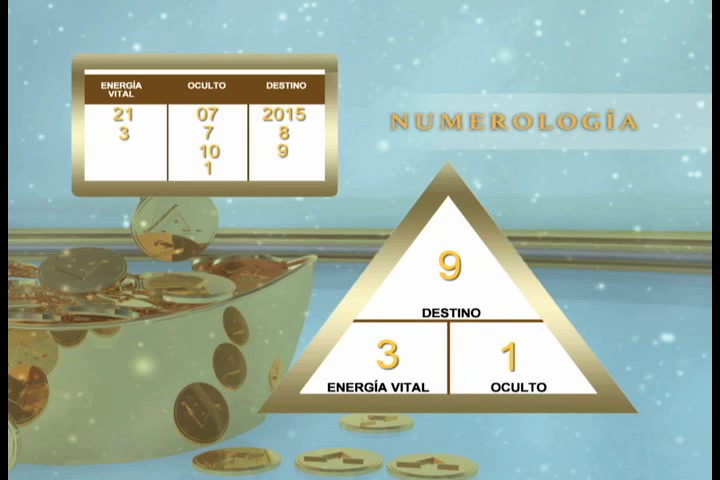 ENERGÍA
VITAL
OCULTO
DESTINO
21
07
2015
3
7
8
10
9
1
NUMEROLOGÍA
9
DESTINO
3
1
ENERGÍA VITAL
OCULTO